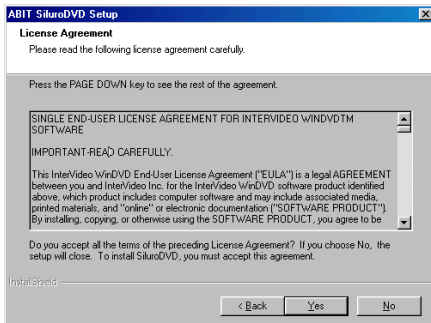 ABIT SiluroDVD Setup
License Agreement
Please read the following license agreement carefully.
Press the PAGE DOWN key to see the rest of the agreement.
SINGLE END-USER LICENSE AGREEMENT FOR INTERVIDEO WINDVDTM
SOFTWARE
IMPORTANT-READ CAREFULLY.
This InterVideo WinDVD End-User License Agreement ("EULA") is a legal AGREEMENT
between you and InterVideo Inc. for the InterVideo WinDVD software product identified
above, which product includes computer software and may include associated media,
printed materials, and "online" or electronic documentation ("SOFTWARE PRODUCT").
By installing, copying, or otherwise using the SOFTWARE PRODUCT, you agree to be
Do you accept all the terms of the preceding License Agreement? If you choose No, the
setup will close. To install SiluroDVD, you must accept this agreement.
InstallShield
< Back Yes No